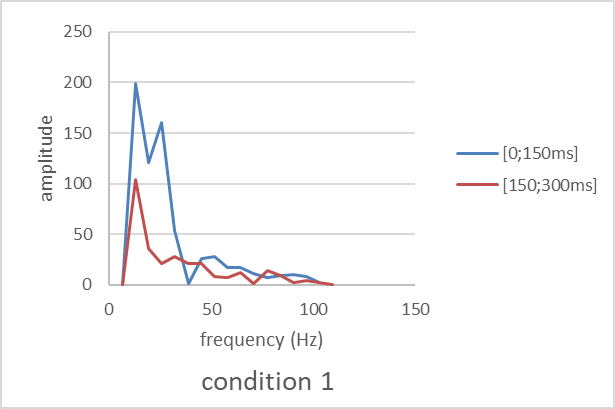 250
200
150
100
50
0
amplitude
0 50 100 150
frequency (Hz)
condition 1
[0;150ms]
[150;300ms]